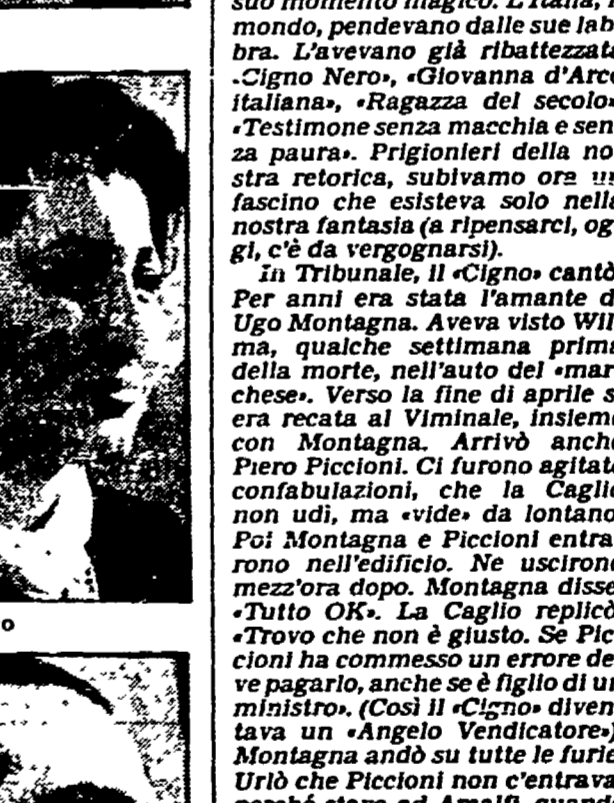 suo momento magico. L'Italia, i
mondo, pendevano dalle sue lab
bra. L'avevano già ribattezzata
«Cigno Nero», «Giovanna d'Arco
italiana», «Ragazza del secolo»
«Testimone senza macchia e sen
za paura». Prigionieri della no
stra retorica, subivamo ora un
fascino che esisteva solo nella
nostra fantasia (a ripensarci, og
gi, c'è da vergognarsi).
In Tribunale, il «Cigno» cantò
Per anni era stata l'amante d
Ugo Montagna. Aveva visto Wil
ma, qualche settimana prima
della morte, nell'auto del «mar
chese». Verso la fine di aprile s
era recata al Viminale, insieme
con Montagna. Arrivò anche
Piero Piccioni. Ci furono agitate
confabulazioni, che la Caglio
non udì, ma «vide» da lontano
Poi Montagna e Piccioni entra
rono nell'edificio. Ne uscirono
mezz'ora dopo. Montagna disse
«Tutto OK». La Caglio replicò
«Trovo che non è giusto. Se Pic
cioni ha commesso un errore de
ve pagarlo, anche se è figlio di un
ministro». (Così il «Cigno» diven
tava un «Angelo Vendicatore»)
Montagna andò su tutte le furie
Urlò che Piccioni non c'entrava
perché stava ad Amalfi, quando
o